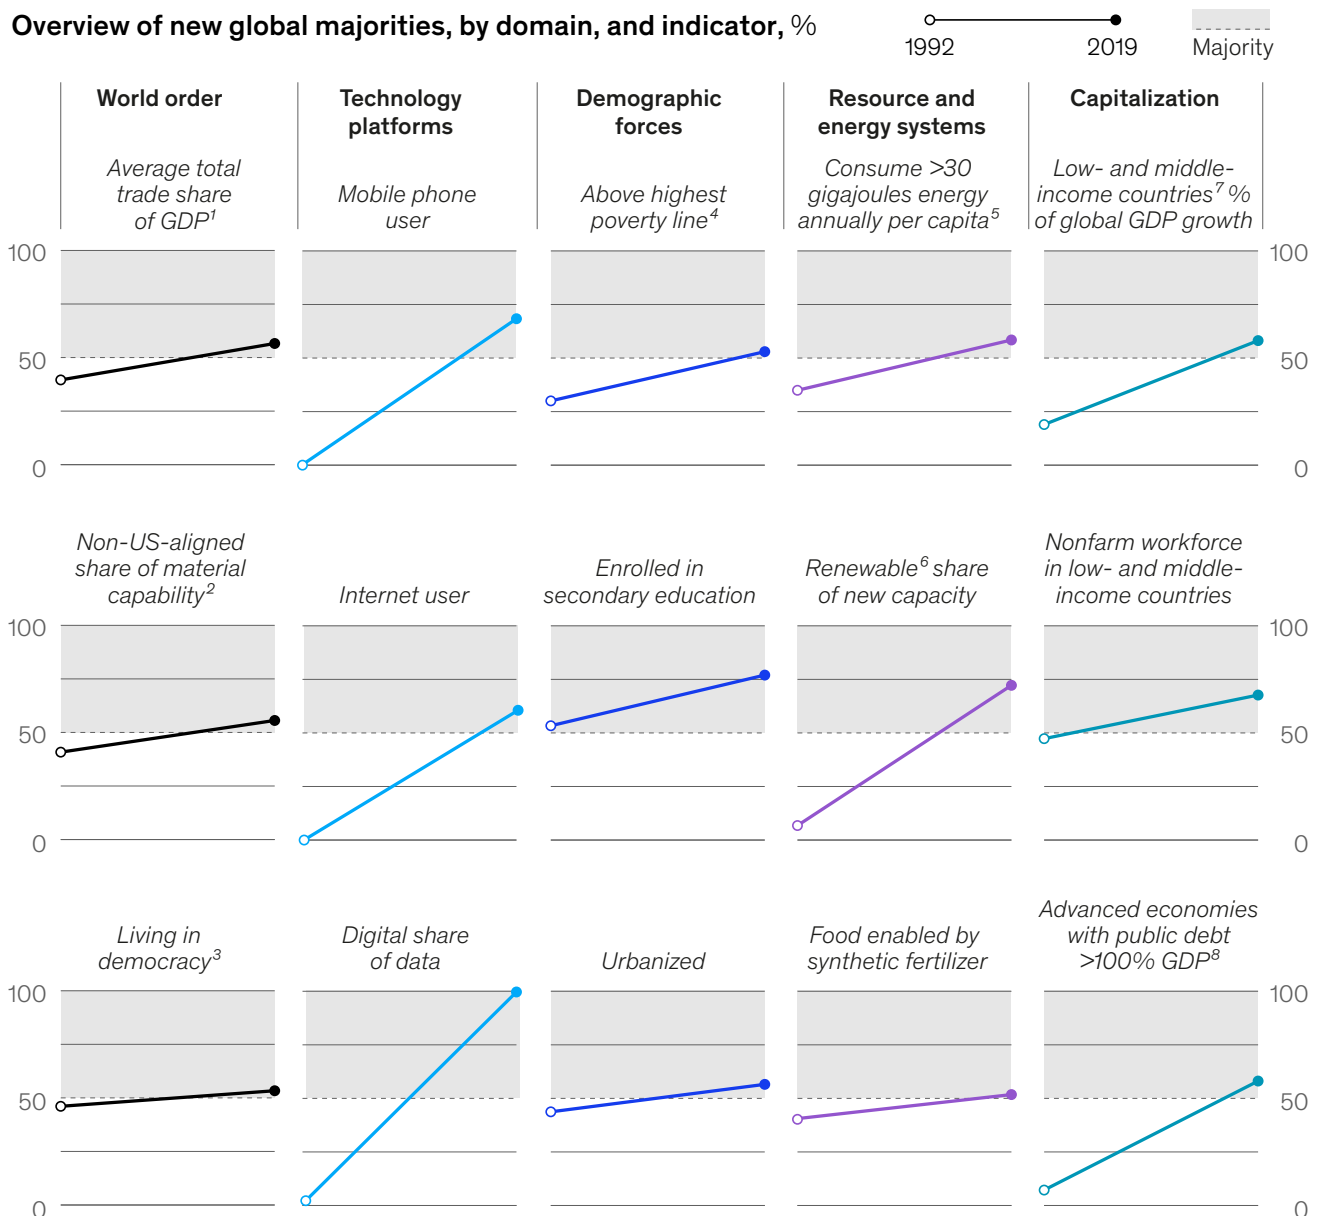 Overview of new global majorities, by domain, and indicator, %
1992
2019
Majority
World order
Technology
platforms
Demographic
forces
Resource and
energy systems
Capitalization
Average total
trade share
of GDP1
Mobile phone
user
Above highest
poverty line4
Consume >30
gigajoules energy
annually per capita5
Low- and middle-
income countries7 %
of global GDP growth
100
50
0
100
50
0
Non-US-aligned
share of material
capability2
Internet user
Enrolled in
secondary education
Renewable6 share
of new capacity
Nonfarm workforce
in low- and middle-
income countries
100
50
0
100
50
0
Living in
democracy3
Digital share
of data
Urbanized
Food enabled by
synthetic fertilizer
Advanced economies
with public debt
>100% GDP8
100
50
0
100
50
0